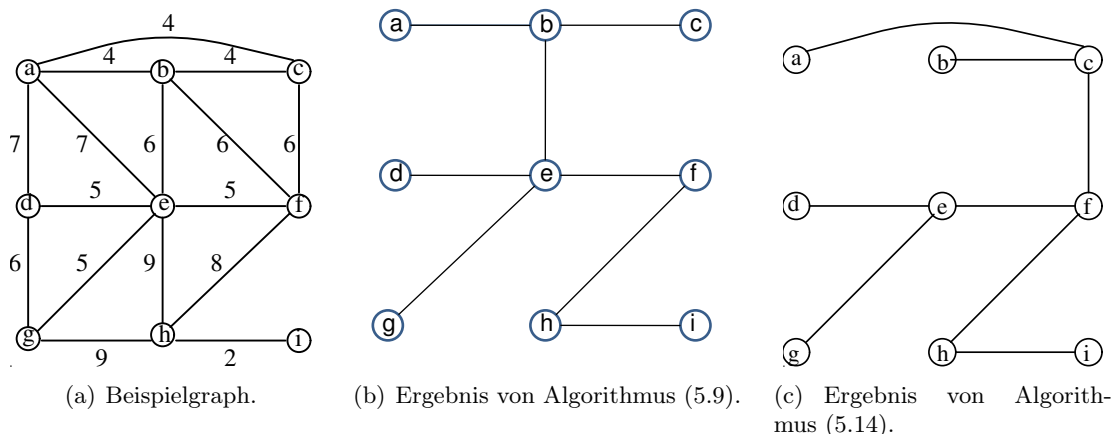 4
4 4
a b c
7 7 6 6 6
5 5
d e f
6 5 9 8
g h i
9 2
(a) Beispielgraph.
a b c
d e f
g h i
(b) Ergebnis von Algorithmus (5.9).
a b c
d e f
g h i
(c) Ergebnis von Algorith-
mus (5.14).